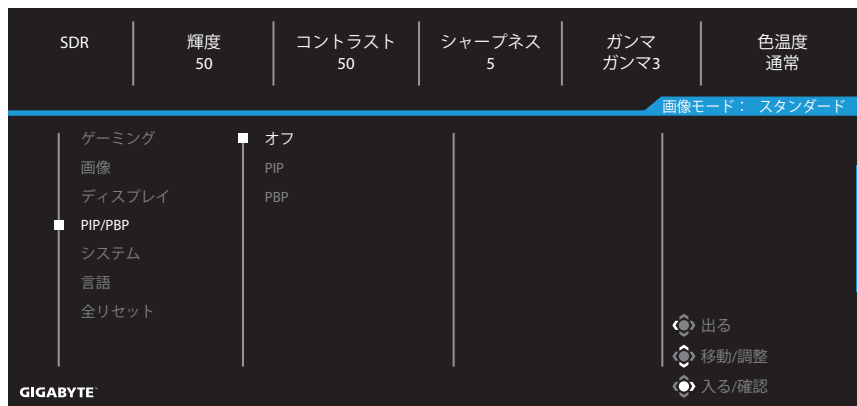 SDR
輝度
50
コントラスト
50
シャープネス
5
ガンマ
ガンマ3
色温度
通常
画像モード： スタンダード
ゲーミング
画像
ディスプレイ
PIP/PBP
システム
言語
全リセット
オフ
PIP
PBP
出る
移動/調整
入る/確認
GIGABYTE™